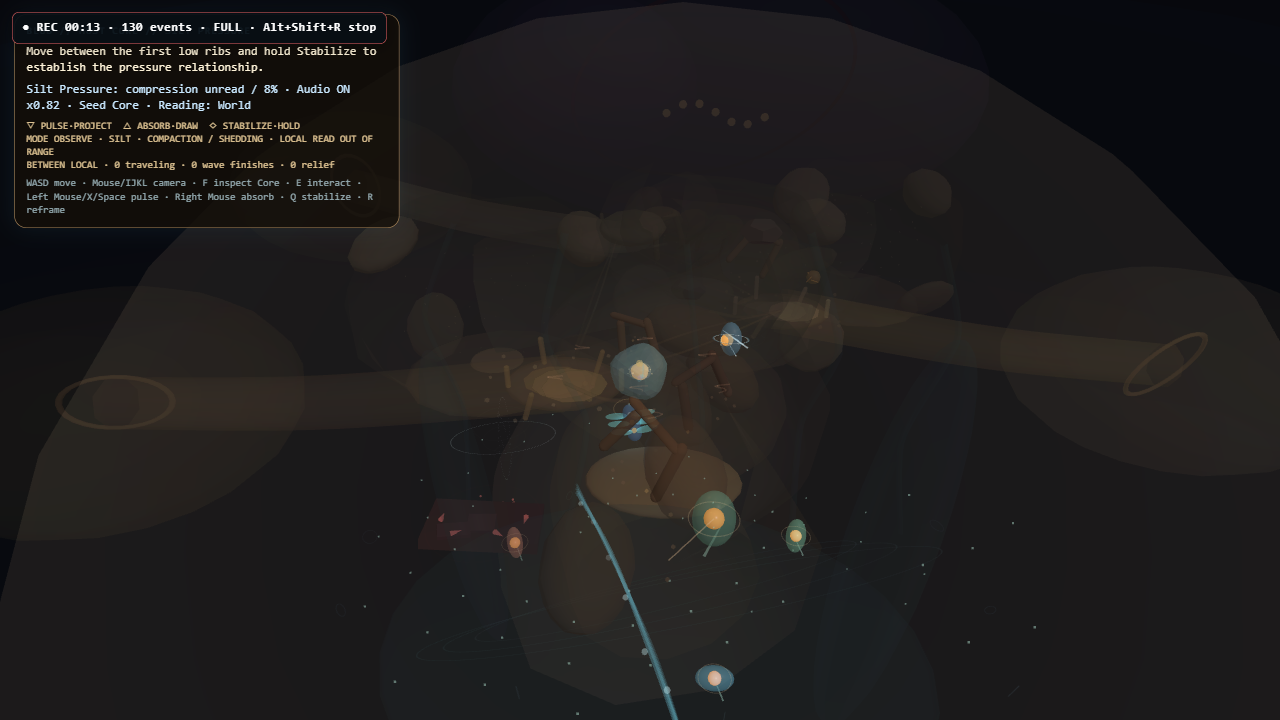 ● REC 00:13 · 130 events · FULL · Alt+Shift+R stop
Move between the first low ribs and hold Stabilize to
establish the pressure relationship.
Silt Pressure: compression unread / 8% · Audio ON
x0.82 · Seed Core · Reading: World
▽ PULSE·PROJECT △ ABSORB·DRAW ◇ STABILIZE·HOLD
MODE OBSERVE · SILT · COMPACTION / SHEDDING · LOCAL READ OUT OF
RANGE
BETWEEN LOCAL · 0 traveling · 0 wave finishes · 0 relief
WASD move · Mouse/IJKL camera · F inspect Core · E interact ·
Left Mouse/X/Space pulse · Right Mouse absorb · Q stabilize · R
reframe